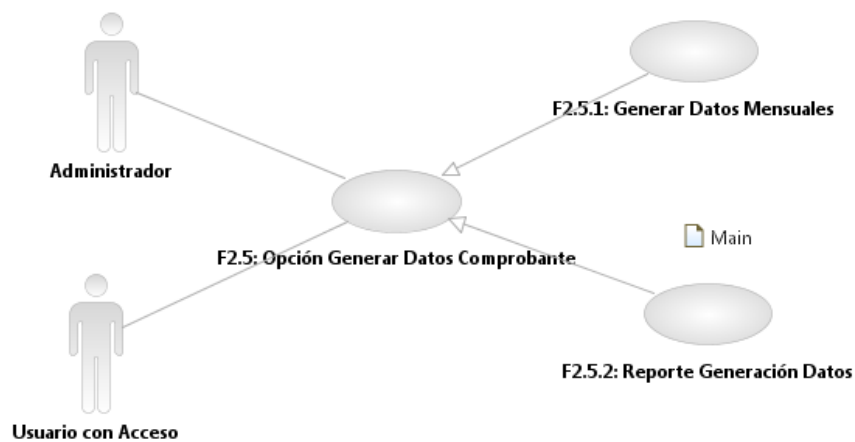 F2.5.1: Generar Datos Mensuales
Administrador
Main
F2.5: Opción Generar Datos Comprobante
F2.5.2: Reporte Generación Datos
Usuario con Acceso